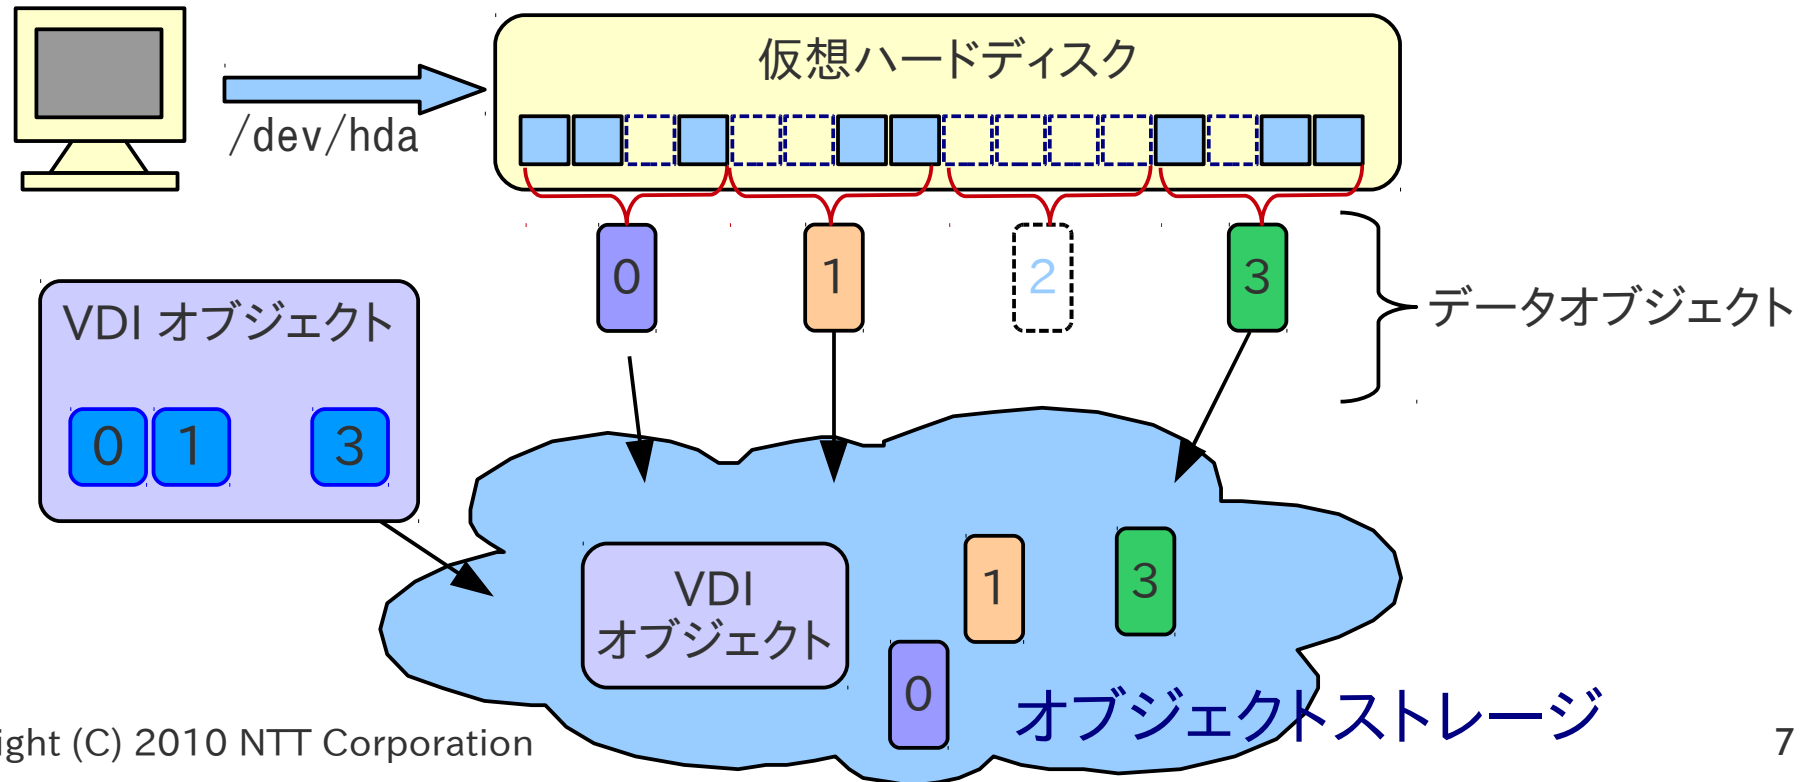 仮想ハードディスク
/dev/hda
0
1
2
3
データオブジェクト
VDI オブジェクト
0 1 3
VDI
オブジェクト
1
3
0
オブジェクトストレージ
ight (C) 2010 NTT Corporation
7